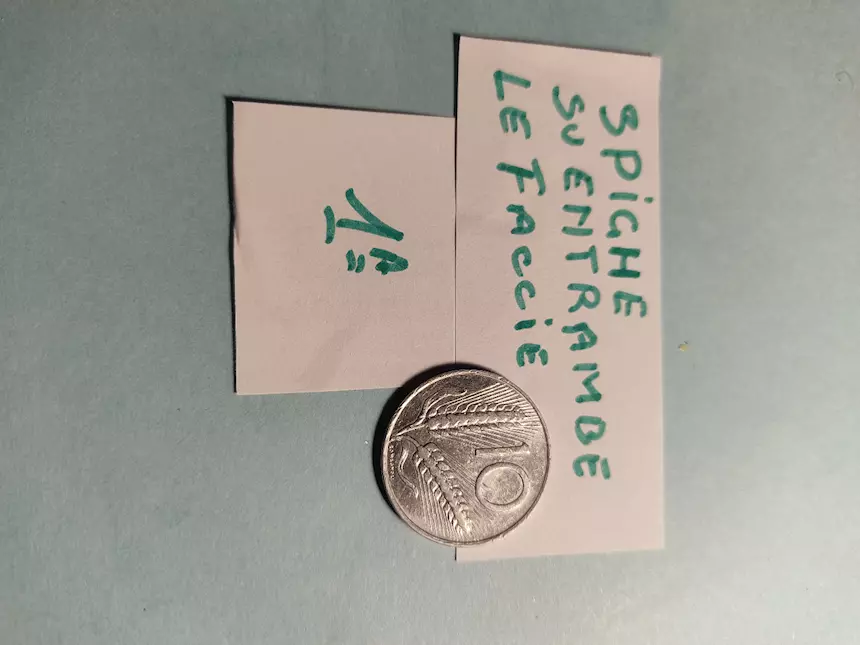 SPIGHE
SU ENTRAMBE
LE FACCIE
1ª
10